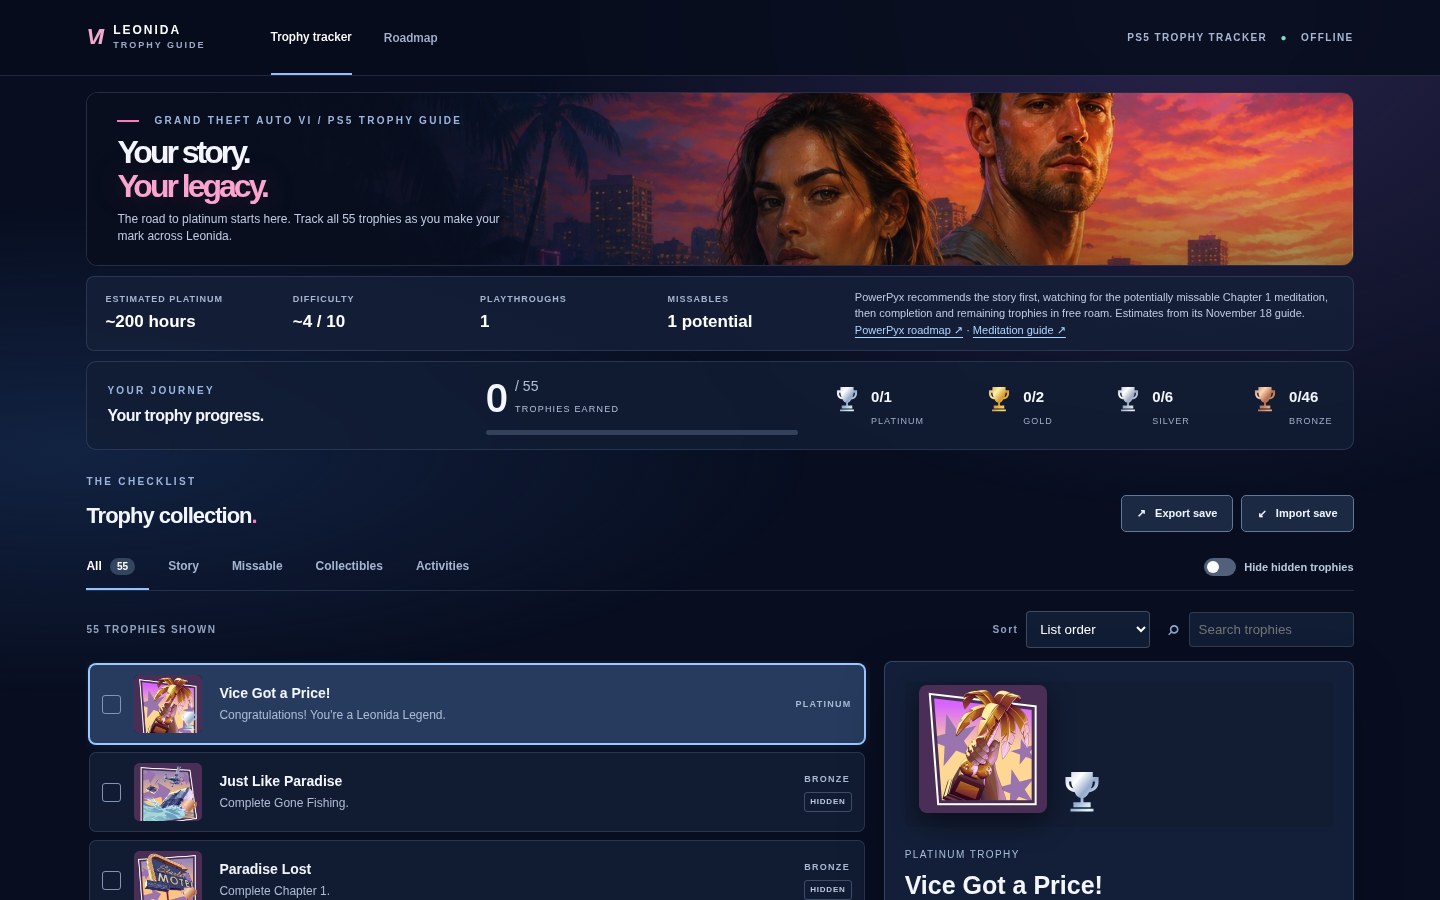 VI LEONIDA
TROPHY GUIDE
Trophy tracker
Roadmap
PS5 TROPHY TRACKER • OFFLINE
GRAND THEFT AUTO VI / PS5 TROPHY GUIDE
Your story.
Your legacy.
The road to platinum starts here. Track all 55 trophies as you make your
mark across Leonida.
ESTIMATED PLATINUM
~200 hours
DIFFICULTY
~4 / 10
PLAYTHROUGHS
1
MISSABLES
1 potential
PowerPyx recommends the story first, watching for the potentially missable Chapter 1 meditation,
then completion and remaining trophies in free roam. Estimates from its November 18 guide.
PowerPyx roadmap ↗ · Meditation guide ↗
YOUR JOURNEY
Your trophy progress.
0 / 55
TROPHIES EARNED
0/1
PLATINUM
0/2
GOLD
0/6
SILVER
0/46
BRONZE
THE CHECKLIST
Trophy collection.
↗ Export save
↙ Import save
All 55
Story
Missable
Collectibles
Activities
Hide hidden trophies
55 TROPHIES SHOWN
Sort
List order
Search trophies
Vice Got a Price!
Congratulations! You're a Leonida Legend.
PLATINUM
Just Like Paradise
Complete Gone Fishing.
BRONZE
HIDDEN
MOTE
Paradise Lost
Complete Chapter 1.
BRONZE
HIDDEN
PLATINUM TROPHY
Vice Got a Price!